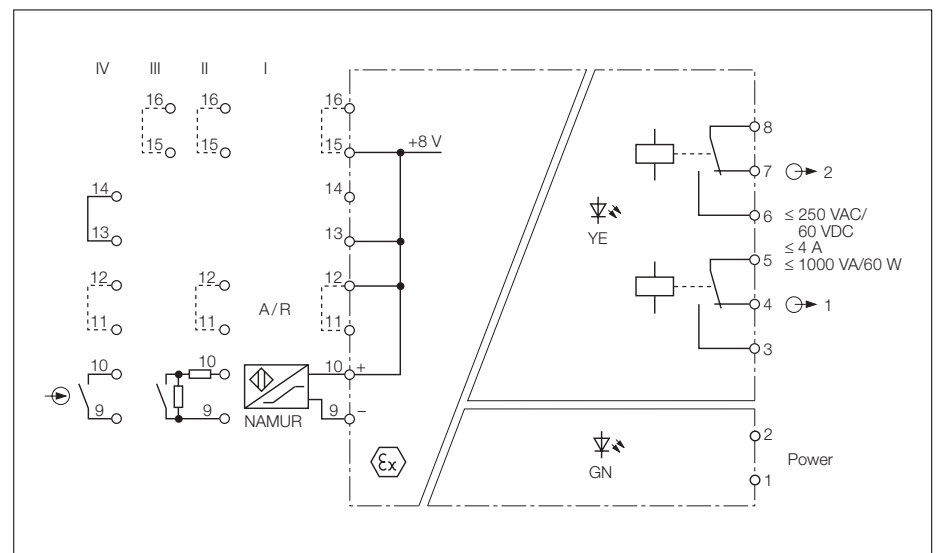 IV III II I
16 16 16
15 15 15 +8 V
14 14
13 13
12 12 12
11 11 A/R 11
10 10 10 +
9 9 NAMUR 9 −
Ex
YE
GN
8
7 2
6 ≤ 250 VAC/
60 VDC
≤ 4 A
5 ≤ 1000 VA/60 W
4 1
3
2
Power
1